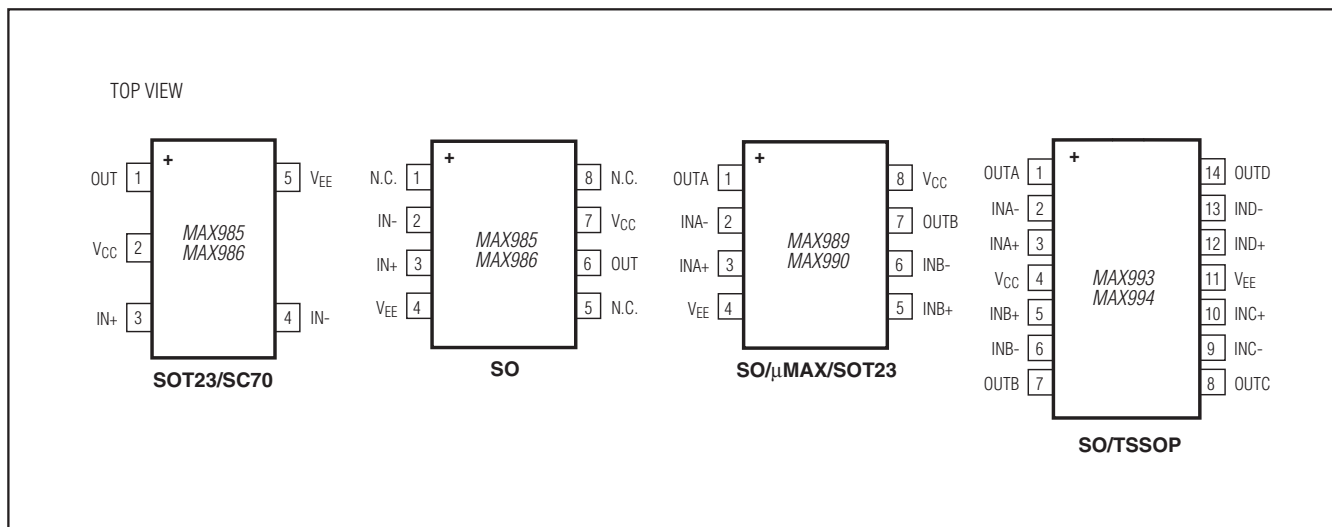 TOP VIEW
+
OUT 1
5 VEE
VCC 2
MAX985
MAX986
IN+ 3
4 IN-
SOT23/SC70
+
N.C. 1
8 N.C.
IN- 2
7 VCC
MAX985
MAX986
IN+ 3
6 OUT
VEE 4
5 N.C.
SO
+
OUTA 1
8 VCC
INA- 2
7 OUTB
MAX989
MAX990
INA+ 3
6 INB-
VEE 4
5 INB+
SO/μMAX/SOT23
+
OUTA 1
14 OUTD
INA- 2
13 IND-
INA+ 3
12 IND+
VCC 4
11 VEE
MAX993
MAX994
INB+ 5
10 INC+
INB- 6
9 INC-
OUTB 7
8 OUTC
SO/TSSOP